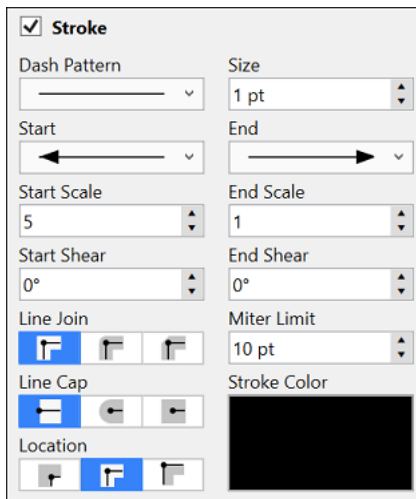 Stroke
Dash Pattern Size
1 pt
Start End
Start Scale End Scale
5 1
Start Shear End Shear
0° 0°
Line Join Miter Limit
10 pt
Line Cap Stroke Color
Location